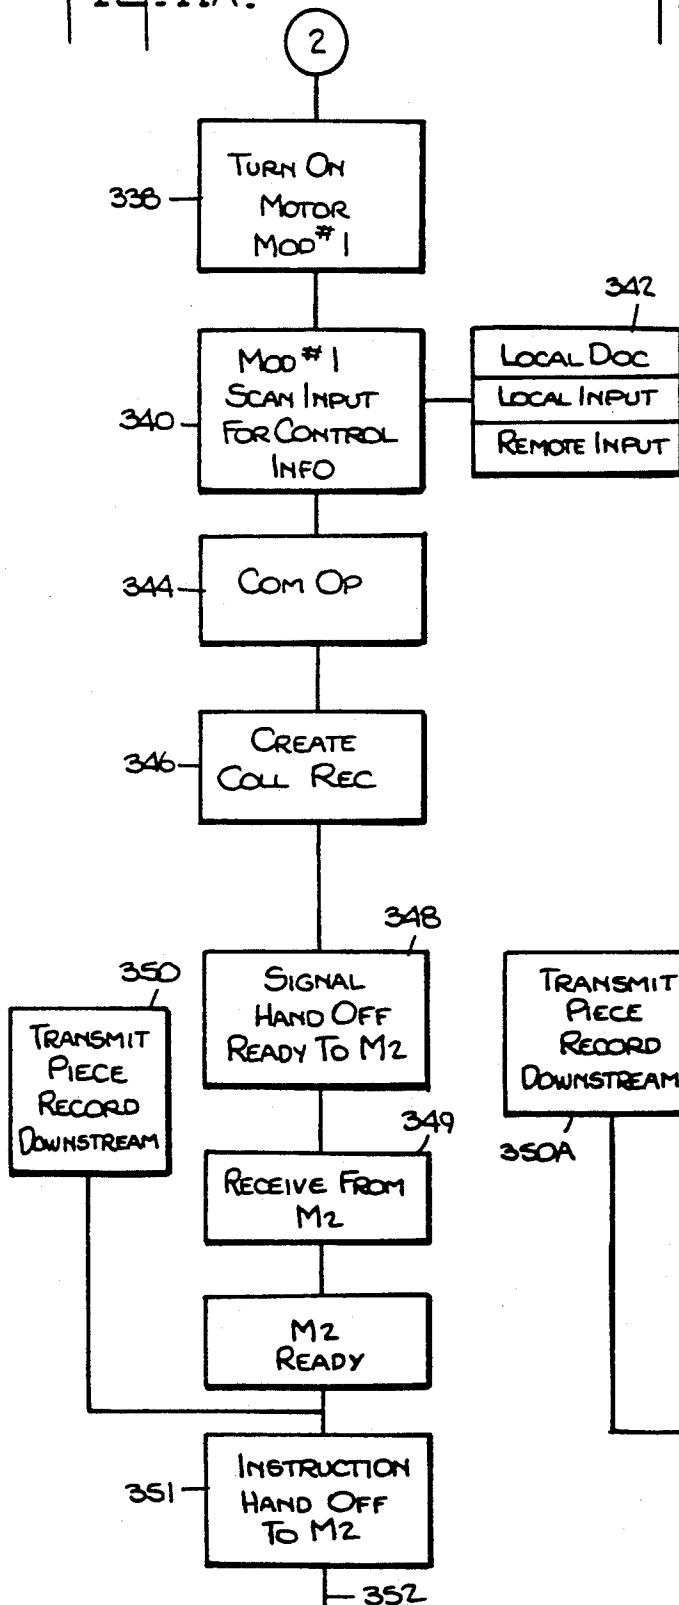 2
TURN ON
338
MOTOR
MOD #1
342
MOD #1
LOCAL DOC
SCAN INPUT
LOCAL INPUT
340
FOR CONTROL
REMOTE INPUT
INFO
344
COM OP
CREATE
346
COLL REC
348
350
SIGNAL
HAND OFF
READY TO M2
TRANSMIT
PIECE
RECORD
DOWNSTREAM
TRANSMIT
PIECE
RECORD
DOWNSTREAM
349
350A
RECEIVE FROM
M2
M2
READY
INSTRUCTION
351
HAND OFF
TO M2
352